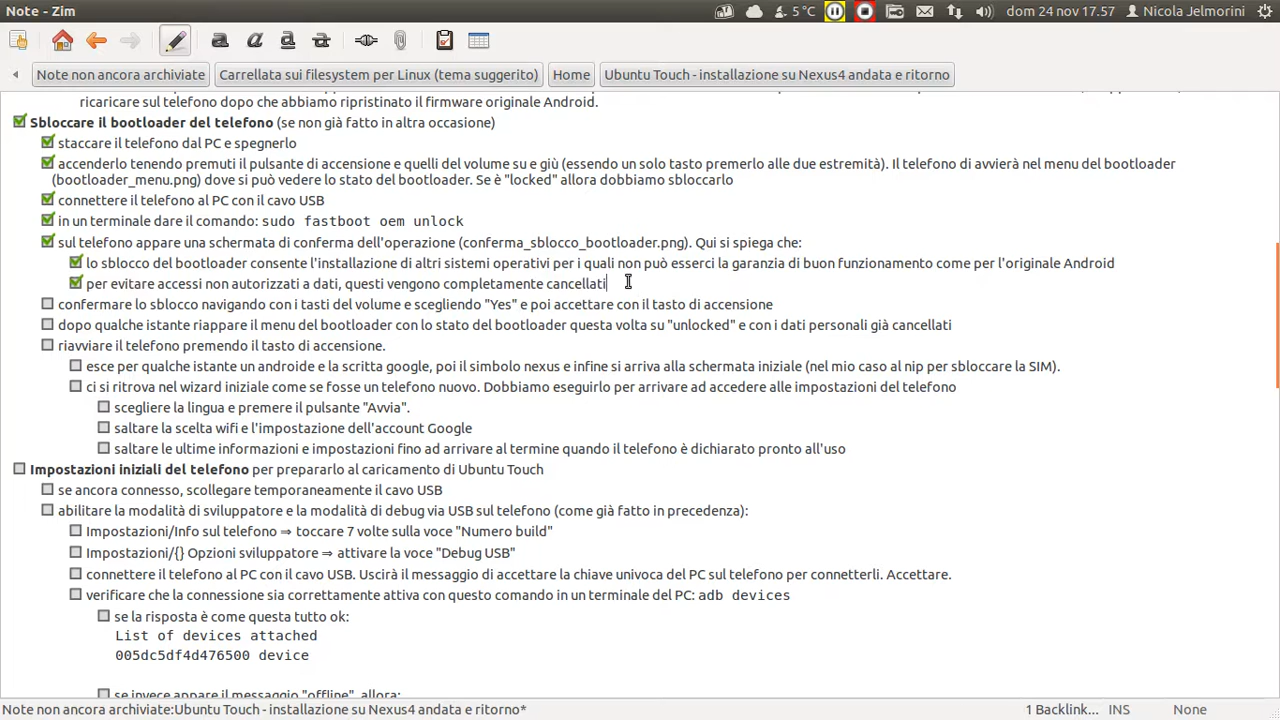 Note - Zim
5 °C
dom 24 nov 17.57
Nicola Jelmorini
Note non ancora archiviate
Carrellata sui filesystem per Linux (tema suggerito)
Home
Ubuntu Touch - installazione su Nexus4 andata e ritorno
ricaricare sul telefono dopo che abbiamo ripristinato il firmware originale Android.
Sbloccare il bootloader del telefono (se non già fatto in altra occasione)
staccare il telefono dal PC e spegnerlo
accenderlo tenendo premuti il pulsante di accensione e quelli del volume su e giù (essendo un solo tasto premerlo alle due estremità). Il telefono di avvierà nel menu del bootloader
(bootloader_menu.png) dove si può vedere lo stato del bootloader. Se è "locked" allora dobbiamo sbloccarlo
connettere il telefono al PC con il cavo USB
in un terminale dare il comando: sudo fastboot oem unlock
sul telefono appare una schermata di conferma dell'operazione (conferma_sblocco_bootloader.png). Qui si spiega che:
lo sblocco del bootloader consente l'installazione di altri sistemi operativi per i quali non può esserci la garanzia di buon funzionamento come per l'originale Android
per evitare accessi non autorizzati a dati, questi vengono completamente cancellati
confermare lo sblocco navigando con i tasti del volume e scegliendo "Yes" e poi accettare con il tasto di accensione
dopo qualche istante riappare il menu del bootloader con lo stato del bootloader questa volta su "unlocked" e con i dati personali già cancellati
riavviare il telefono premendo il tasto di accensione.
esce per qualche istante un androide e la scritta google, poi il simbolo nexus e infine si arriva alla schermata iniziale (nel mio caso al nip per sbloccare la SIM).
ci si ritrova nel wizard iniziale come se fosse un telefono nuovo. Dobbiamo eseguirlo per arrivare ad accedere alle impostazioni del telefono
scegliere la lingua e premere il pulsante "Avvia".
saltare la scelta wifi e l'impostazione dell'account Google
saltare le ultime informazioni e impostazioni fino ad arrivare al termine quando il telefono è dichiarato pronto all'uso
Impostazioni iniziali del telefono per prepararlo al caricamento di Ubuntu Touch
se ancora connesso, scollegare temporaneamente il cavo USB
abilitare la modalità di sviluppatore e la modalità di debug via USB sul telefono (come già fatto in precedenza):
Impostazioni/Info sul telefono ⇒ toccare 7 volte sulla voce "Numero build"
Impostazioni/{} Opzioni sviluppatore ⇒ attivare la voce "Debug USB"
connettere il telefono al PC con il cavo USB. Uscirà il messaggio di accettare la chiave univoca del PC sul telefono per connetterli. Accettare.
verificare che la connessione sia correttamente attiva con questo comando in un terminale del PC: adb devices
se la risposta è come questa tutto ok:
List of devices attached
005dc5df4d476500 device
se invece appare il messaggio "offline", allora:
Note non ancora archiviate:Ubuntu Touch - installazione su Nexus4 andata e ritorno*
1 Backlink...
INS
None